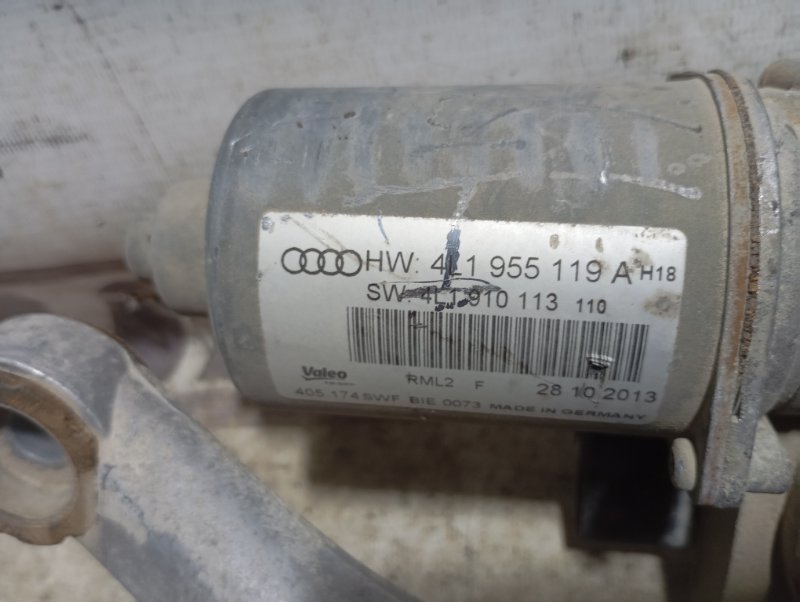 HW: 4L1 955 119 A H18
SW: 4L1 910 113 110
Valeo RML2 F 28 10 2013
405.174 SWF BIE 0073 MADE IN GERMANY